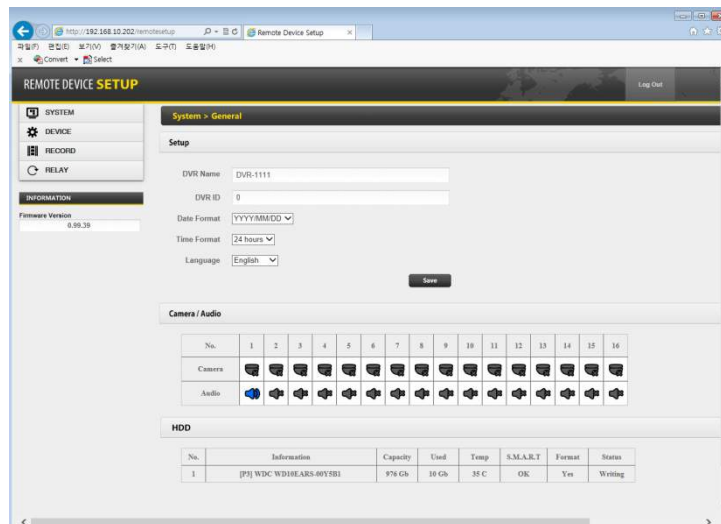 http://192.168.10.202/remotesetup
Remote Device Setup
파일(F) 편집(E) 보기(V) 즐겨찾기(A) 도구(T) 도움말(H)
x Convert Select
REMOTE DEVICE SETUP
Log Out
SYSTEM
DEVICE
RECORD
RELAY
INFORMATION
Firmware Version
0.99.39
System > General
Setup
DVR Name DVR-1111
DVR ID 0
Date Format YYYY/MM/DD
Time Format 24 hours
Language English
Save
Camera / Audio
No. 1 2 3 4 5 6 7 8 9 10 11 12 13 14 15 16
Camera
Audio
HDD
No. Information Capacity Used Temp S.M.A.R.T Format Status
1 [P3] WDC WD10EARS-00Y5B1 976 Gb 10 Gb 35 C OK Yes Writing